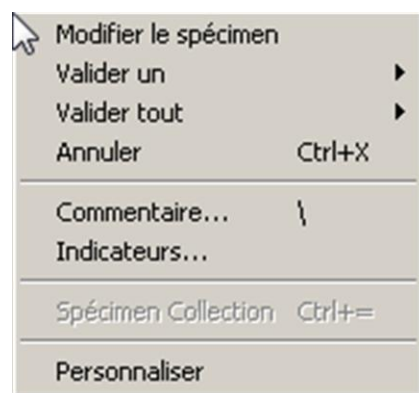 Modifier le spécimen
Valider un
Valider tout
Annuler Ctrl+X
Commentaire... \
Indicateurs...
Spécimen Collection Ctrl+=
Personnaliser